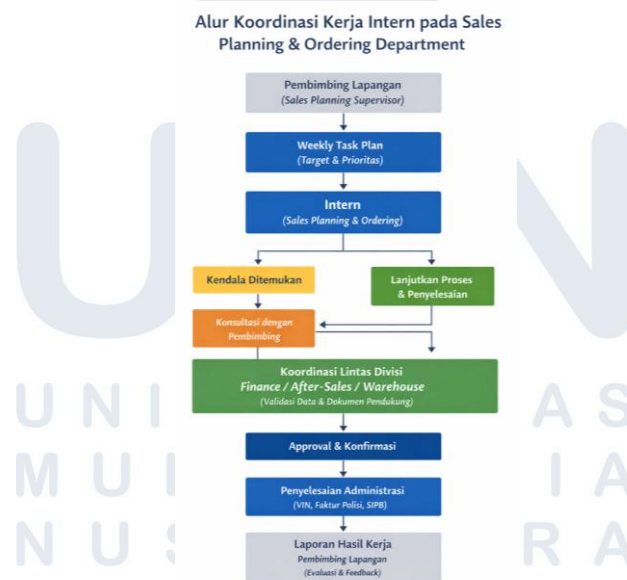 Alur Koordinasi Kerja Intern pada Sales
Planning & Ordering Department
Pembimbing Lapangan
(Sales Planning Supervisor)
Weekly Task Plan
(Target & Prioritas)
Intern
(Sales Planning & Ordering)
Kendala Ditemukan
Lanjutkan Proses
& Penyelesaian
Konsultasi dengan
Pembimbing
Koordinasi Lintas Divisi
Finance / After-Sales / Warehouse
(Validasi Data & Dokumen Pendukung)
Approval & Konfirmasi
Penyelesaian Administrasi
(VIN, Faktur Polisi, SIPB)
Laporan Hasil Kerja
Pembimbing Lapangan
(Evaluasi & Feedback)